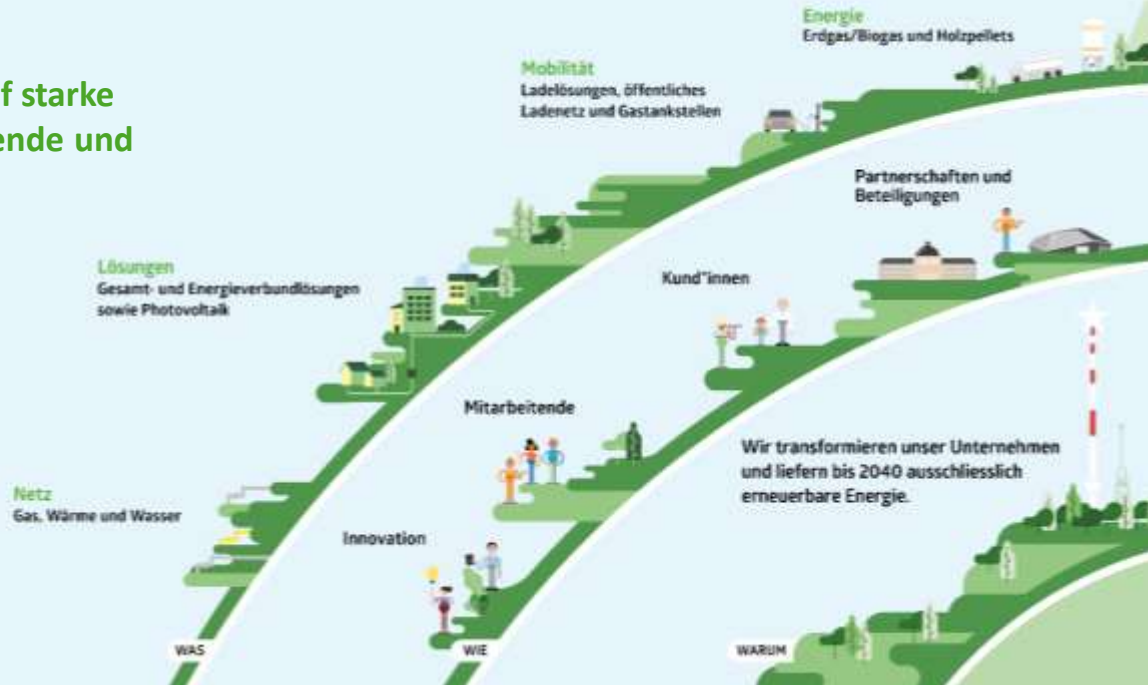 f starke
ende und
Energie
Erdgas/Biogas und Holzpellets
Mobilität
Ladelösungen, öffentliches
Ladenetz und Gastankstellen
Partnerschaften und
Beteiligungen
Lösungen
Gesamt- und Energieverbundlösungen
sowie Photovoltaik
Kund*innen
Mitarbeitende
Wir transformieren unser Unternehmen
und liefern bis 2040 ausschliesslich
erneuerbare Energie.
Netz
Gas, Wärme und Wasser
Innovation
WAS
WIE
WARUM